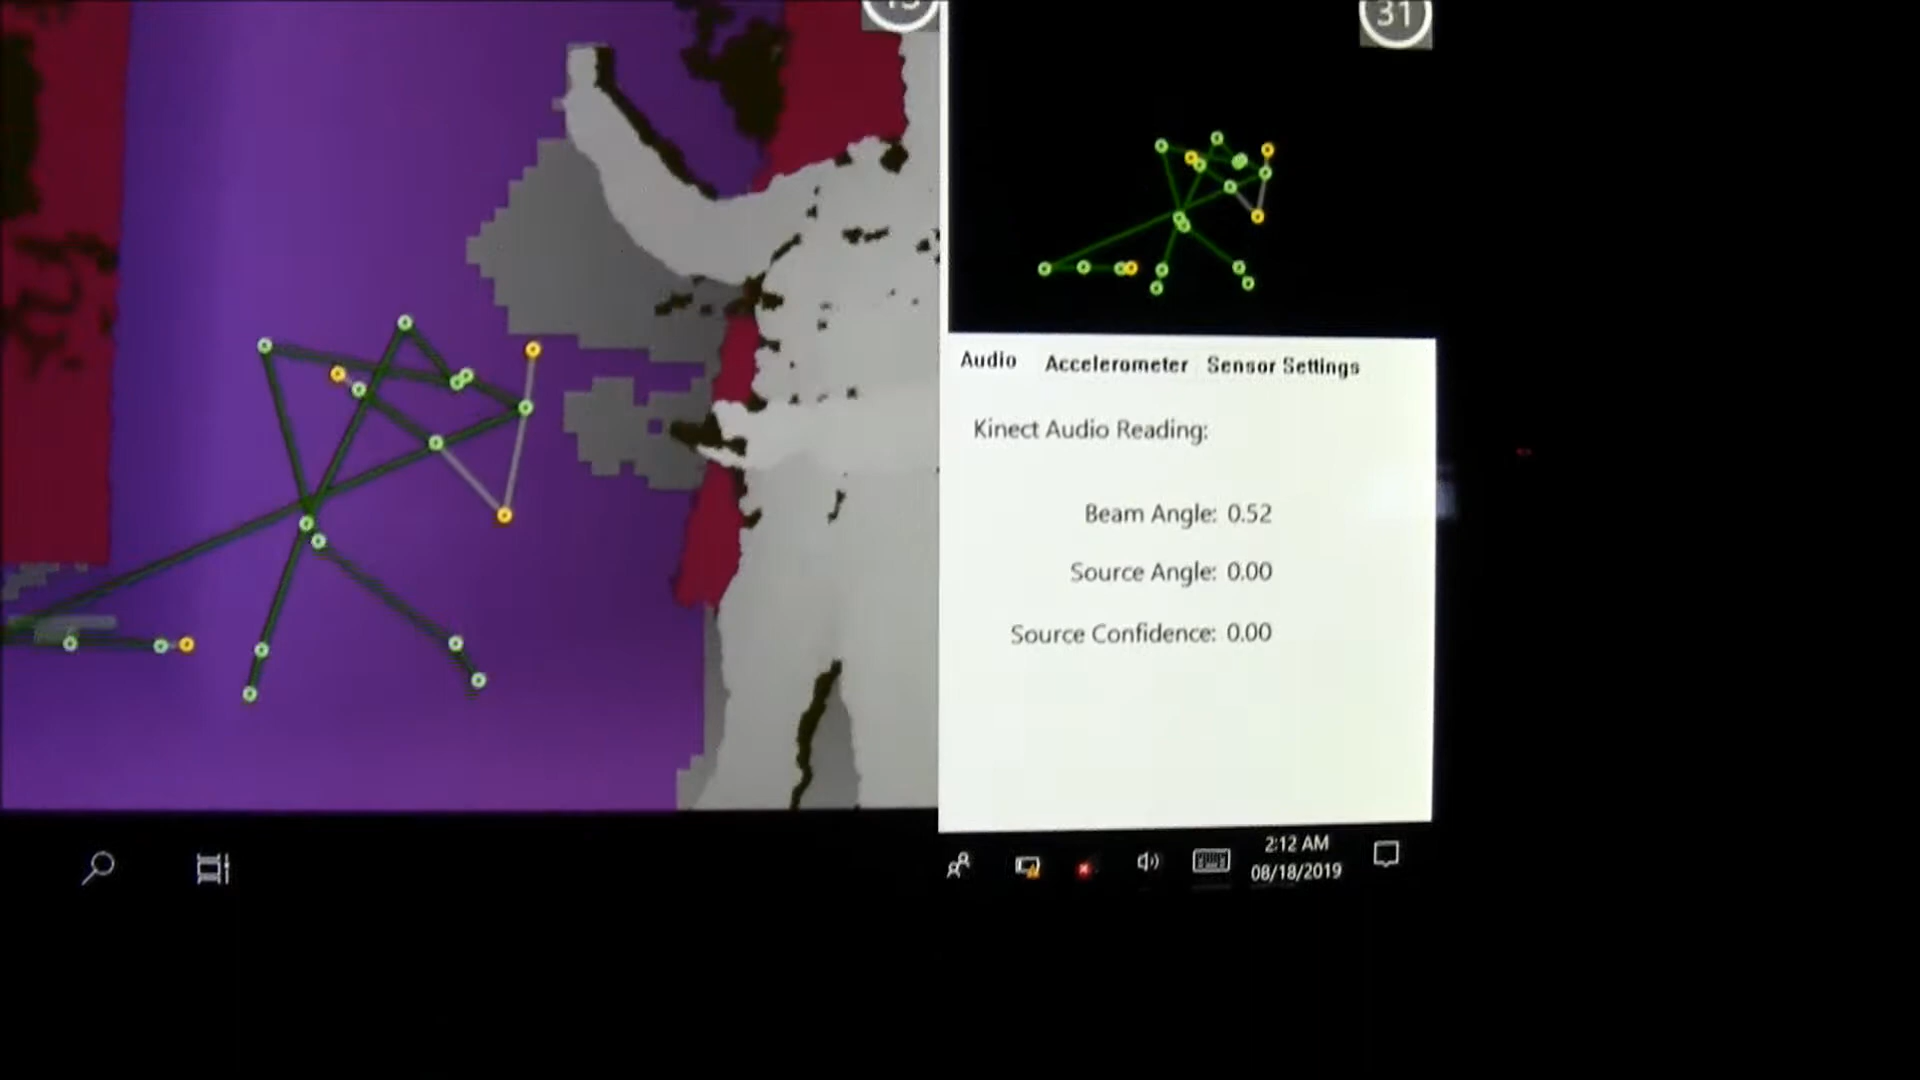 31
Audio Accelerometer Sensor Settings
Kinect Audio Reading:
Beam Angle: 0.52
Source Angle: 0.00
Source Confidence: 0.00
2:12 AM
08/18/2019